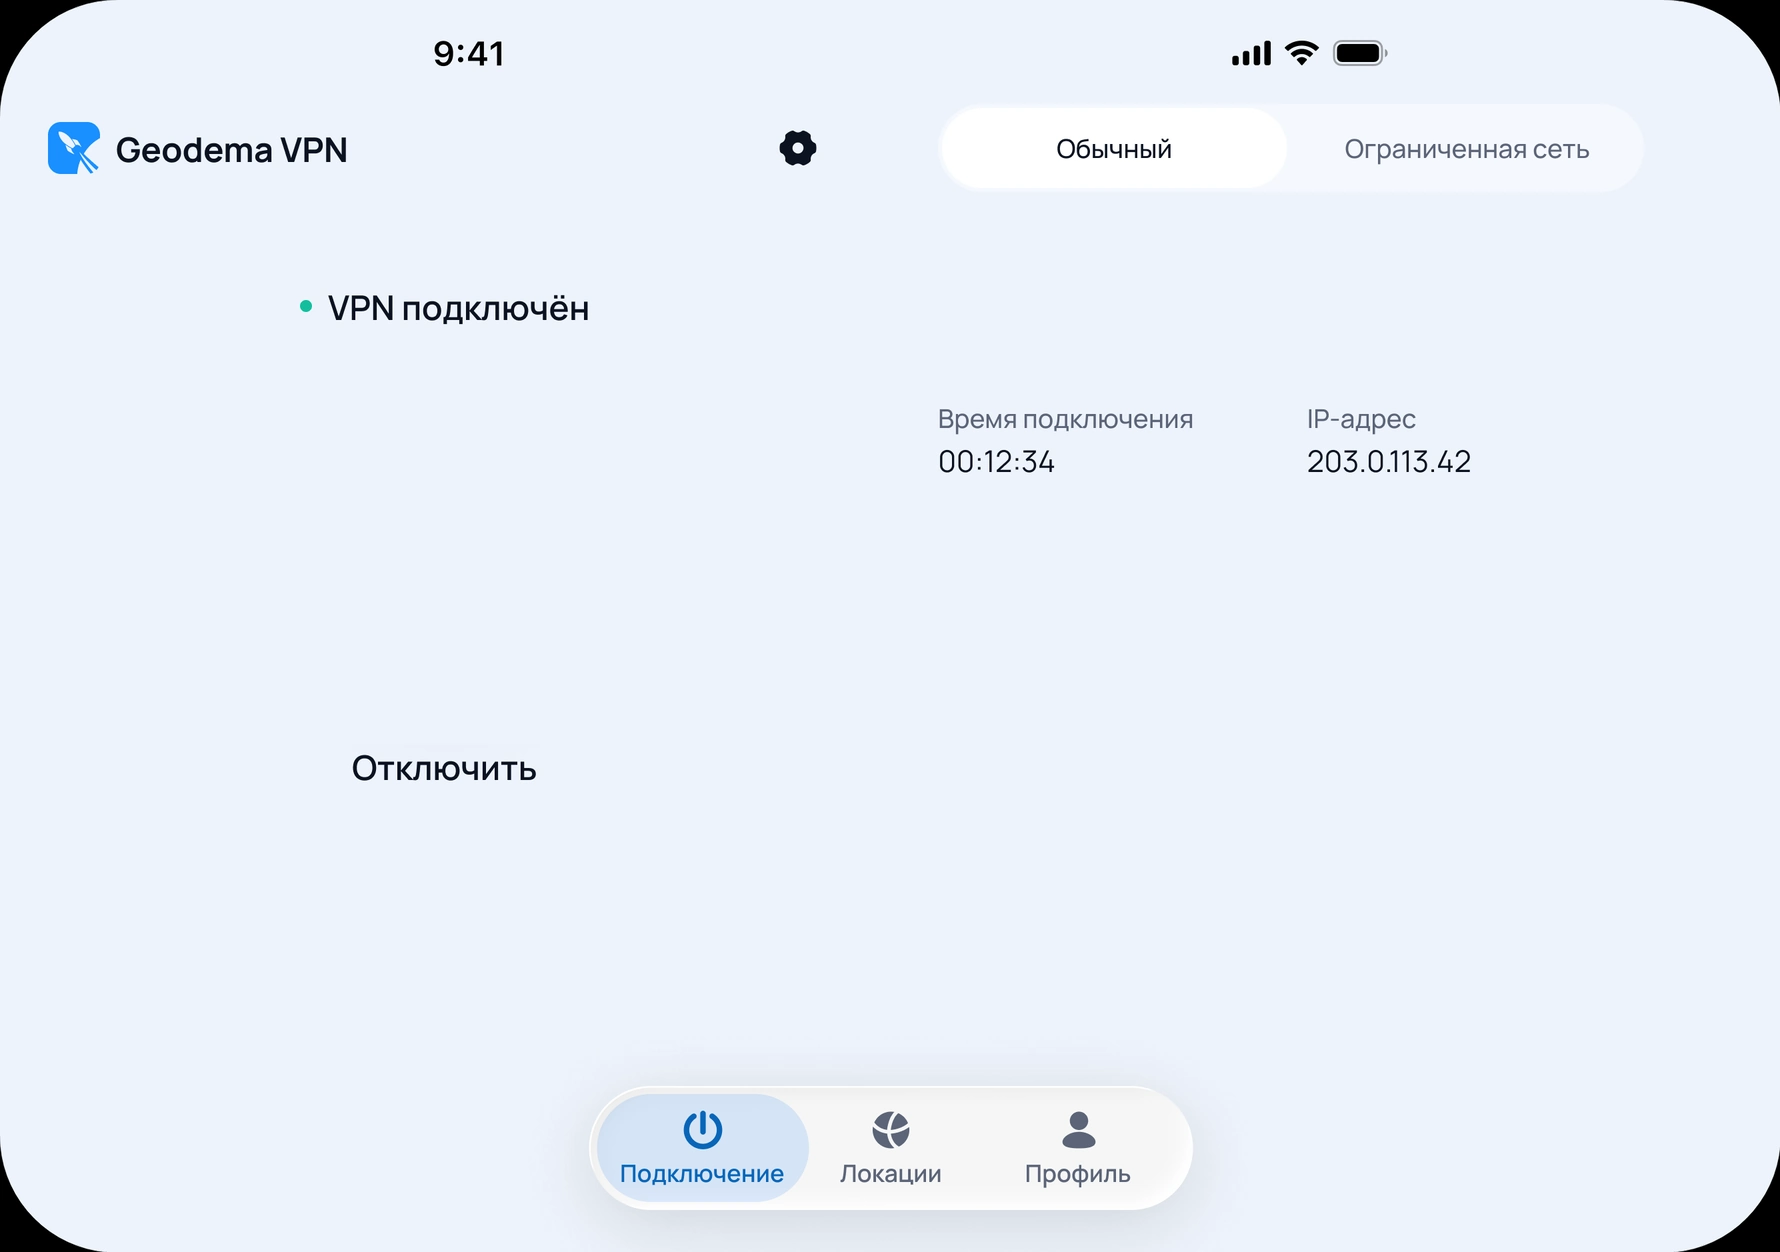 9:41
Geodema VPN
Обычный
Ограниченная сеть
VPN подключён
Время подключения
00:12:34
IP-адрес
203.0.113.42
Отключить
Подключение
Локации
Профиль